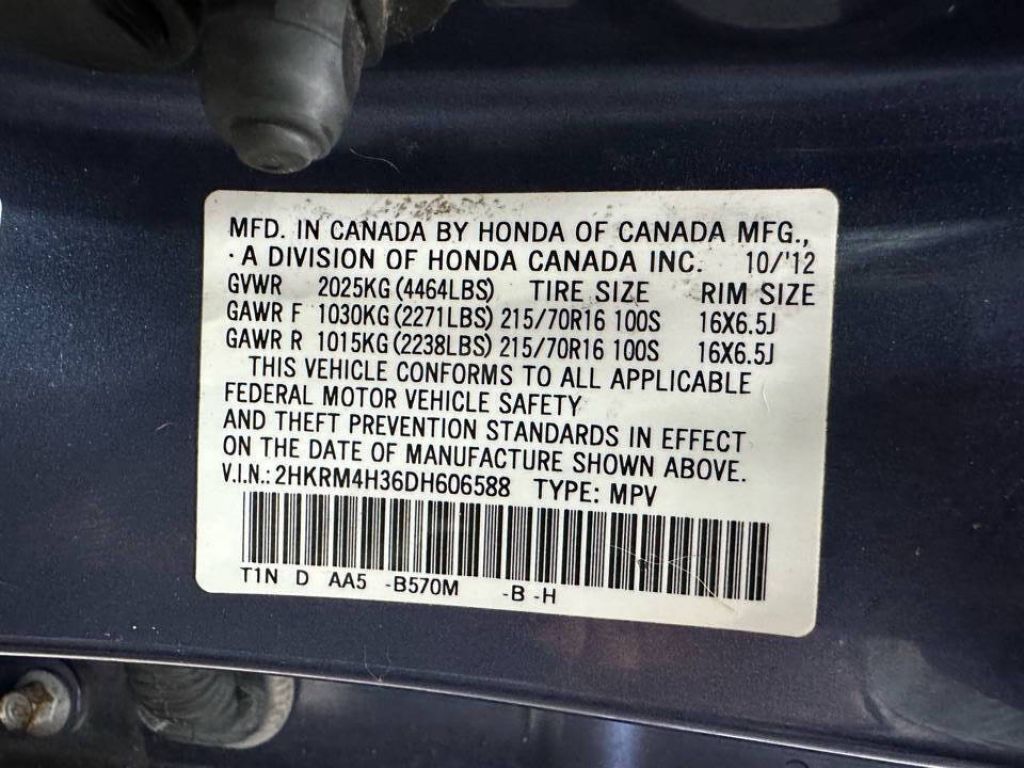 MFD. IN CANADA BY HONDA OF CANADA MFG.,
A DIVISION OF HONDA CANADA INC. 10/'12
GVWR 2025KG (4464LBS) TIRE SIZE RIM SIZE
GAWR F 1030KG (2271LBS) 215/70R16 100S 16X6.5J
GAWR R 1015KG (2238LBS) 215/70R16 100S 16X6.5J
THIS VEHICLE CONFORMS TO ALL APPLICABLE
FEDERAL MOTOR VEHICLE SAFETY
AND THEFT PREVENTION STANDARDS IN EFFECT
ON THE DATE OF MANUFACTURE SHOWN ABOVE.
V.I.N.: 2HKRM4H36DH606588 TYPE: MPV
T1N D AA5 -B570M -B -H